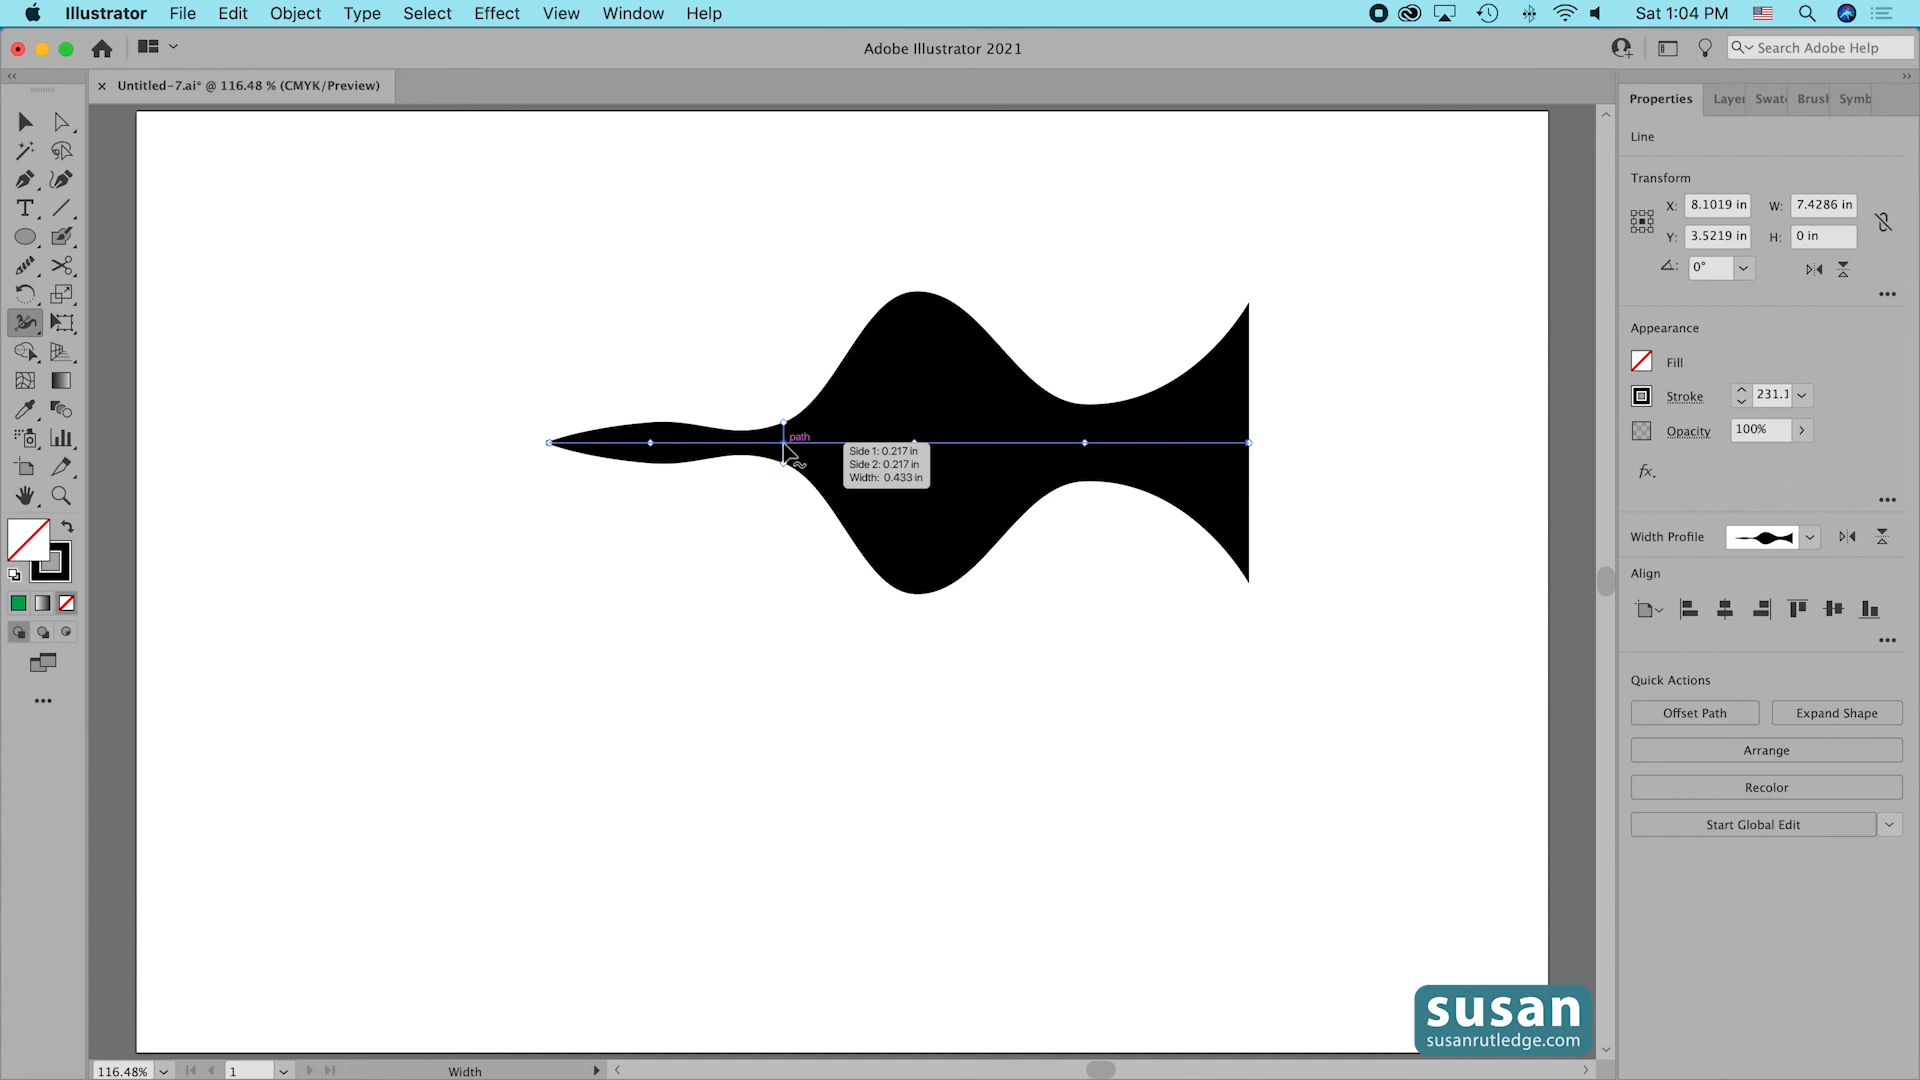 Illustrator File Edit Object Type Select Effect View Window Help Sat 1:04 PM
Adobe Illustrator 2021 Search Adobe Help
Untitled-7.ai* @ 116.48 % (CMYK/Preview)
Properties Layer Swat Brush Symb
Line
Transform
X: 8.1019 in W: 7.4286 in
Y: 3.5219 in H: 0 in
0°
Appearance
Fill
Stroke 231.1
Opacity 100%
fx.
path
Side 1: 0.217 in
Side 2: 0.217 in
Width: 0.433 in
Width Profile
Align
Quick Actions
Offset Path Expand Shape
Arrange
Recolor
Start Global Edit
susan
susanrutledge.com
116.48% 1 Width